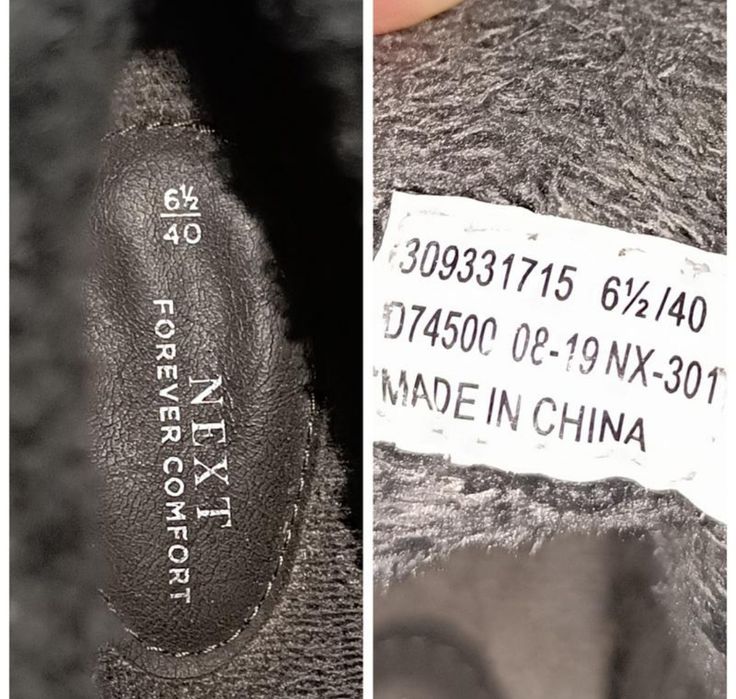 6½
40
NEXT
FOREVER COMFORT
309331715 6½/40
D74500 08-19 NX-301
MADE IN CHINA